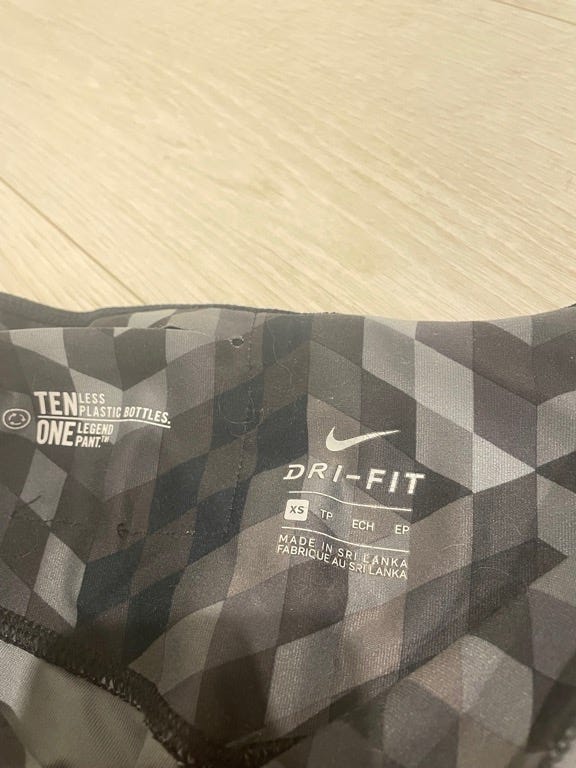 TEN LESS
PLASTIC BOTTLES.
ONE LEGEND
PANT.™
DRI-FIT
XS TP ECH EP
MADE IN SRI LANKA
FABRIQUE AU SRI LANKA